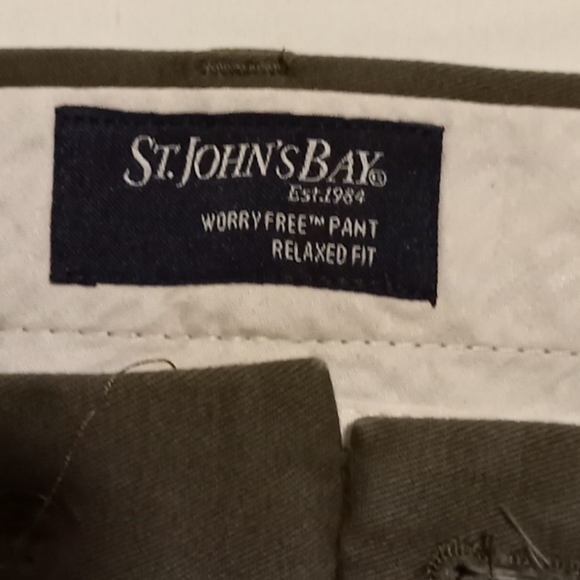 ST. JOHN'S BAY®
Est.1984
WORRY FREE™ PANT
RELAXED FIT